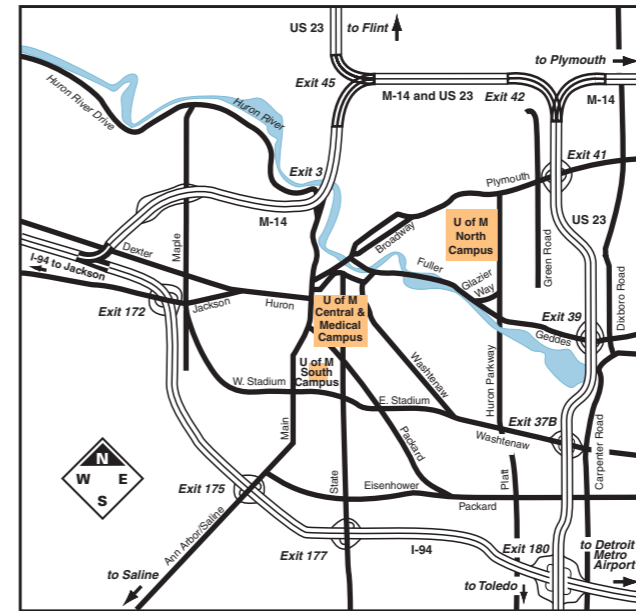 US 23
to Flint
to Plymouth
Exit 45
M-14 and US 23
Exit 42
M-14
Huron River Drive
Huron River
Exit 3
Exit 41
Plymouth
M-14
Maple
Broadway
U of M
North
Campus
US 23
Green Road
Dexter
I-94 to Jackson
Fuller
Glazier
Way
Dixboro Road
Exit 172
Jackson
Huron
U of M
Central &
Medical
Campus
Exit 39
Geddes
U of M
South
Campus
Washtenaw
Huron Parkway
W. Stadium
E. Stadium
Exit 37B
Main
Packard
Washtenaw
Carpenter Road
N
W E
S
Exit 175
State
Eisenhower
Platt
Packard
Ann Arbor/Saline
Exit 177
I-94
Exit 180
to Detroit
Metro
Airport
to Saline
to Toledo